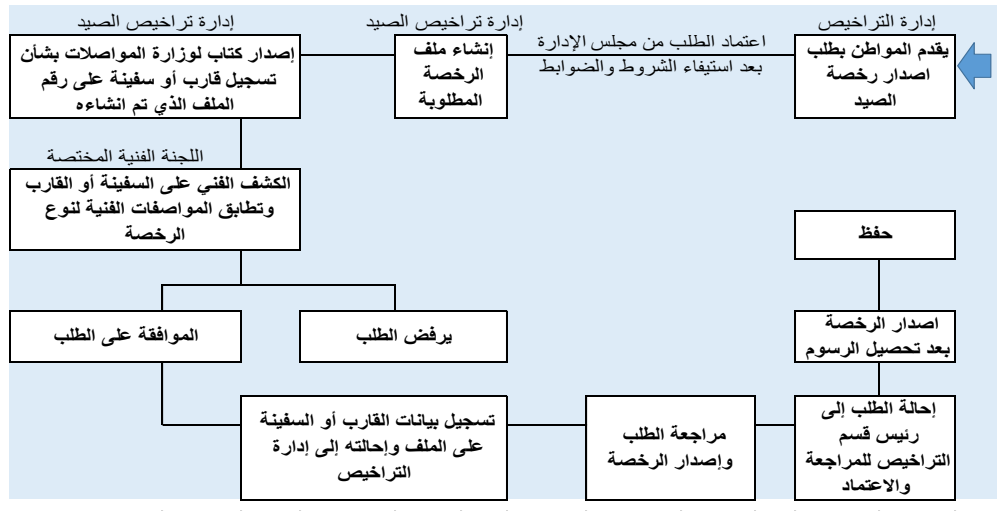 إدارة التراخيص
يقدم المواطن بطلب
اصدار رخصة
الصيد
اعتماد الطلب من مجلس الإدارة
بعد استيفاء الشروط والضوابط
إدارة تراخيص الصيد
إنشاء ملف
الرخصة
المطلوبة
إدارة تراخيص الصيد
إصدار كتاب لوزارة المواصلات بشأن
تسجيل قارب أو سفينة على رقم
الملف الذي تم انشاءه
اللجنة الفنية المختصة
الكشف الفني على السفينة أو القارب
وتطابق المواصفات الفنية لنوع
الرخصة
يرفض الطلب
الموافقة على الطلب
تسجيل بيانات القارب أو السفينة
على الملف وإحالته إلى إدارة
التراخيص
مراجعة الطلب
وإصدار الرخصة
إحالة الطلب إلى
رئيس قسم
التراخيص للمراجعة
والاعتماد
اصدار الرخصة
بعد تحصيل الرسوم
حفظ